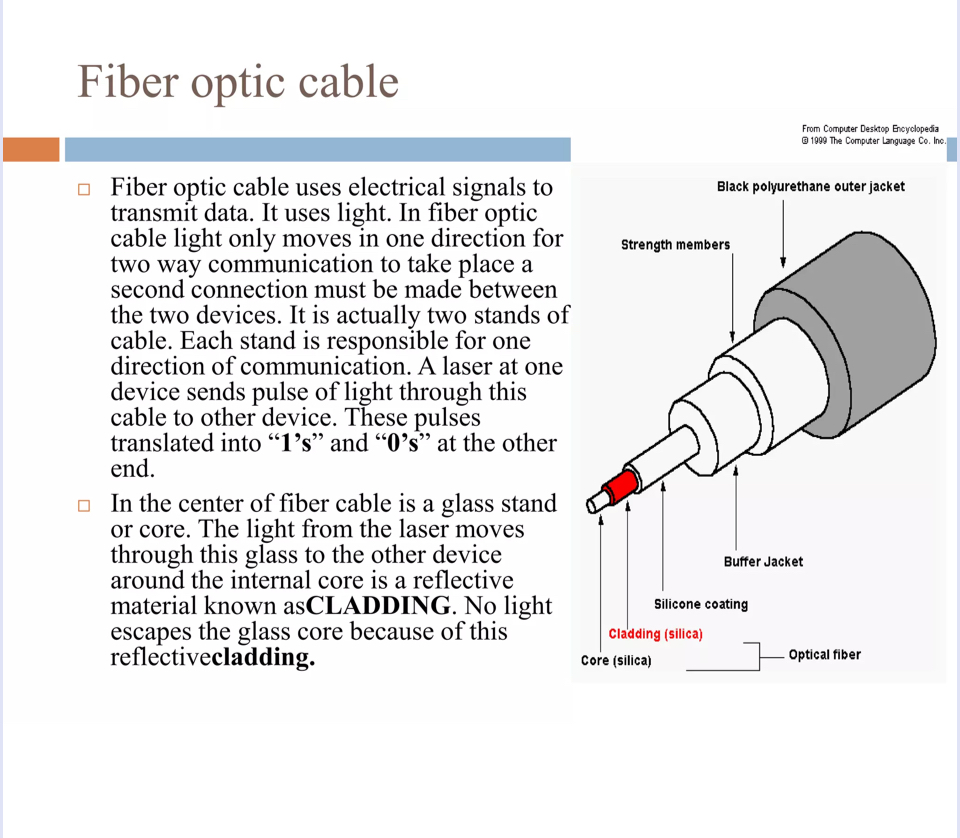 Fiber optic cable
From Computer Desktop Encyclopedia
© 1999 The Computer Language Co. Inc.
Fiber optic cable uses electrical signals to
transmit data. It uses light. In fiber optic
cable light only moves in one direction for
two way communication to take place a
second connection must be made between
the two devices. It is actually two stands of
cable. Each stand is responsible for one
direction of communication. A laser at one
device sends pulse of light through this
cable to other device. These pulses
translated into “1’s” and “0’s” at the other
end.
In the center of fiber cable is a glass stand
or core. The light from the laser moves
through this glass to the other device
around the internal core is a reflective
material known asCLADDING. No light
escapes the glass core because of this
reflectivecladding.
Black polyurethane outer jacket
Strength members
Buffer Jacket
Silicone coating
Cladding (silica)
Core (silica)
Optical fiber